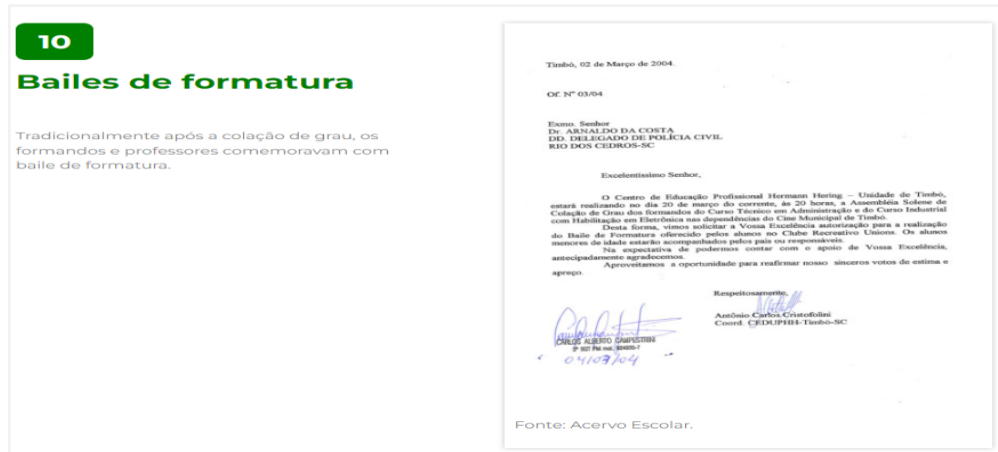 10
Bailes de formatura
Tradicionalmente após a colação de grau, os
formandos e professores comemoravam com
baile de formatura.
Timbó, 02 de Março de 2004.
Of. Nº 03/04
Exmo. Senhor
Dr. ARNALDO DA COSTA
DD. DELEGADO DE POLÍCIA CIVIL
RIO DOS CEDROS-SC
Excelentíssimo Senhor,
O Centro de Educação Profissional Hermann Hering – Unidade de Timbó,
estará realizando no dia 20 de março do corrente, às 20 horas, a Assembléia Solene de
Colação de Grau dos formandos do Curso Técnico em Administração e do Curso Industrial
com Habilitação em Eletrônica nas dependências do Cine Municipal de Timbó.
Desta forma, vimos solicitar a Vossa Excelência autorização para a realização
do Baile de Formatura oferecido pelos alunos no Clube Recreativo Unions. Os alunos
menores de idade estarão acompanhados pelos pais ou responsáveis.
Na expectativa de podermos contar com o apoio de Vossa Excelência,
antecipadamente agradecemos.
Aproveitamos a oportunidade para reafirmar nosso sinceros votos de estima e
apreço.
Respeitosamente,
Antônio Carlos Cristofolini
Coord. CEDUPHH-Timbó-SC
CARLOS ALBERTO CAMPESTRINI
04/03/04
Fonte: Acervo Escolar.